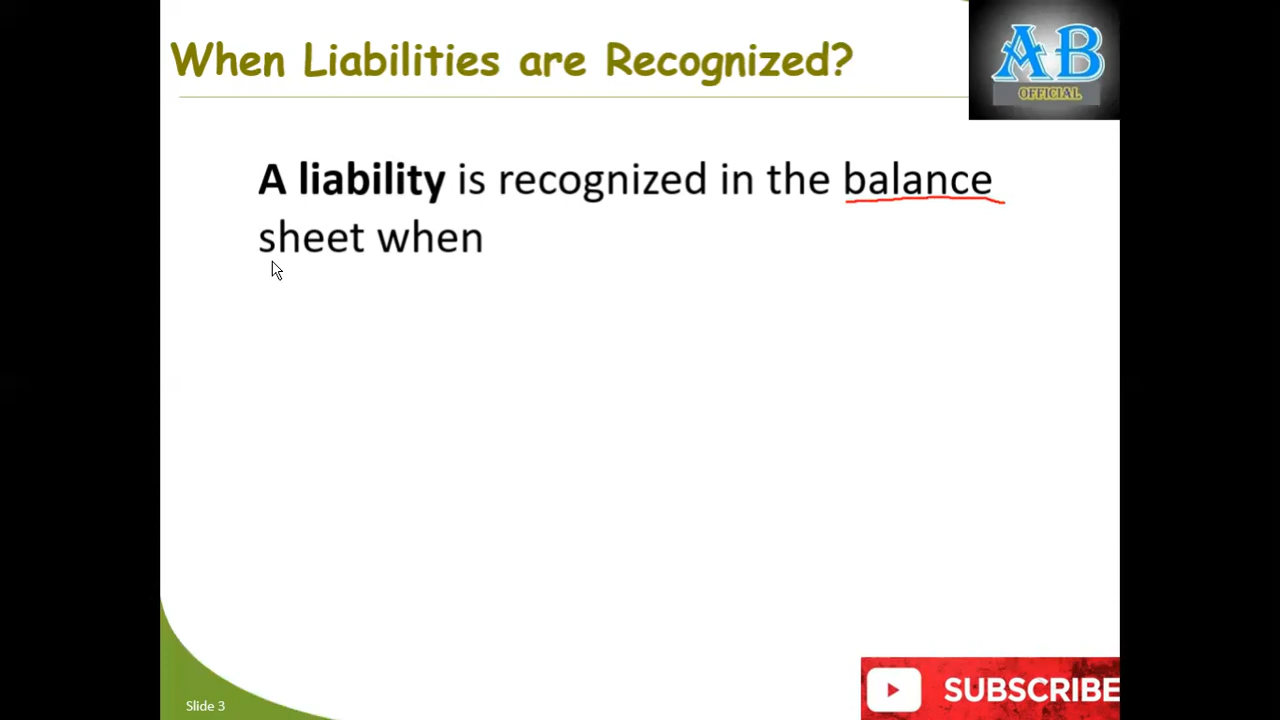 When Liabilities are Recognized?
AB
OFFICIAL
A liability is recognized in the balance
sheet when
SUBSCRIBE
Slide 3